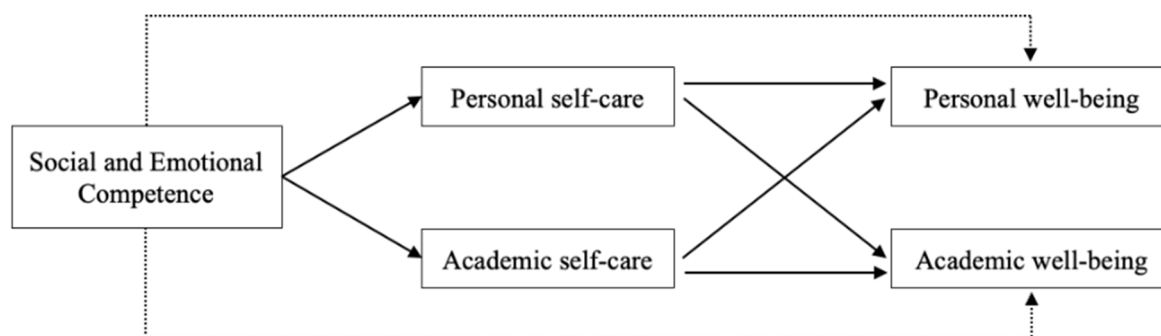 Personal self-care
Personal well-being
Social and Emotional
Competence
Academic self-care
Academic well-being